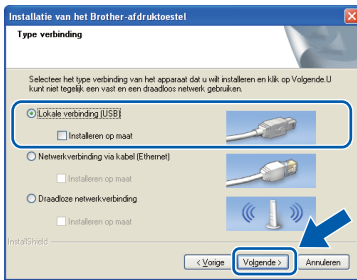 Installatie van het Brother-afdruktoestel
Type verbinding
Selecteer het type verbinding van het apparaat dat u wilt installeren en klik op Volgende.U
kunt niet tegelijk een vast en een draadloos netwerk gebruiken.
Lokale verbinding (USB)
Installeren op maat
Netwerkverbinding via kabel (Ethernet)
Installeren op maat
Draadloze netwerkverbinding
Installeren op maat
InstallShield
< Vorige
Volgende >
Annuleren